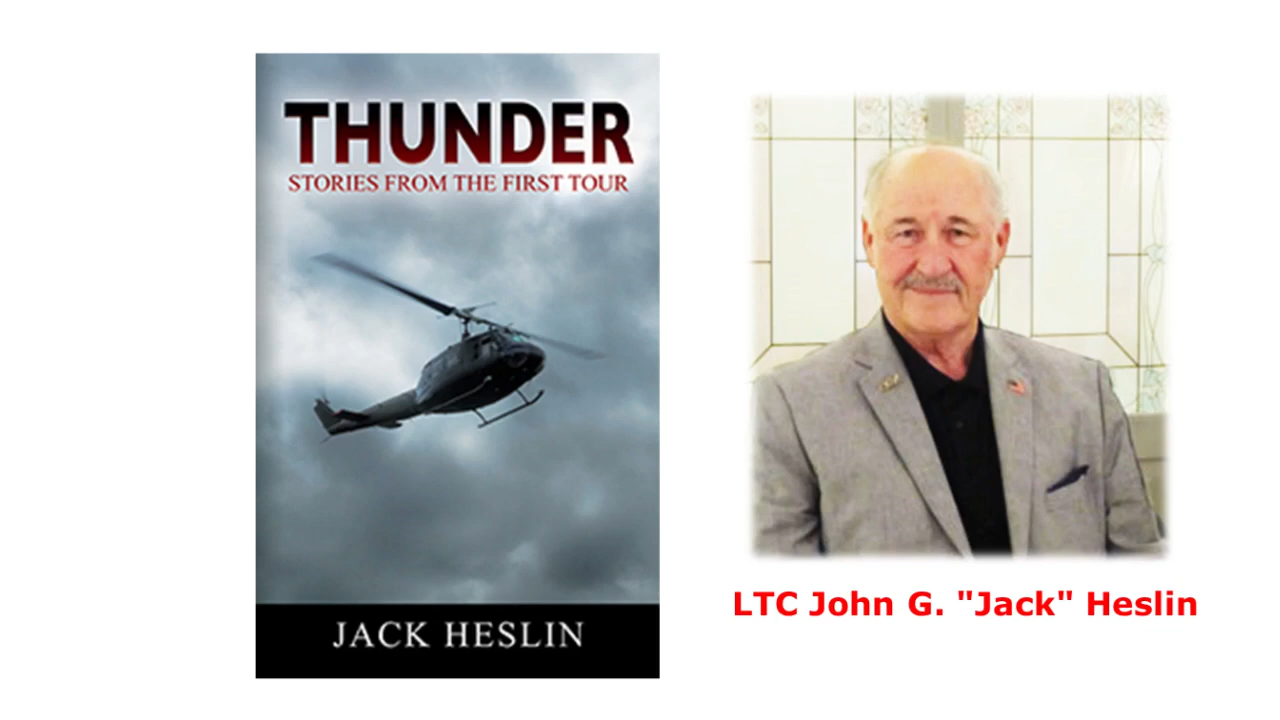 THUNDER
STORIES FROM THE FIRST TOUR
JACK HESLIN
LTC John G. "Jack" Heslin